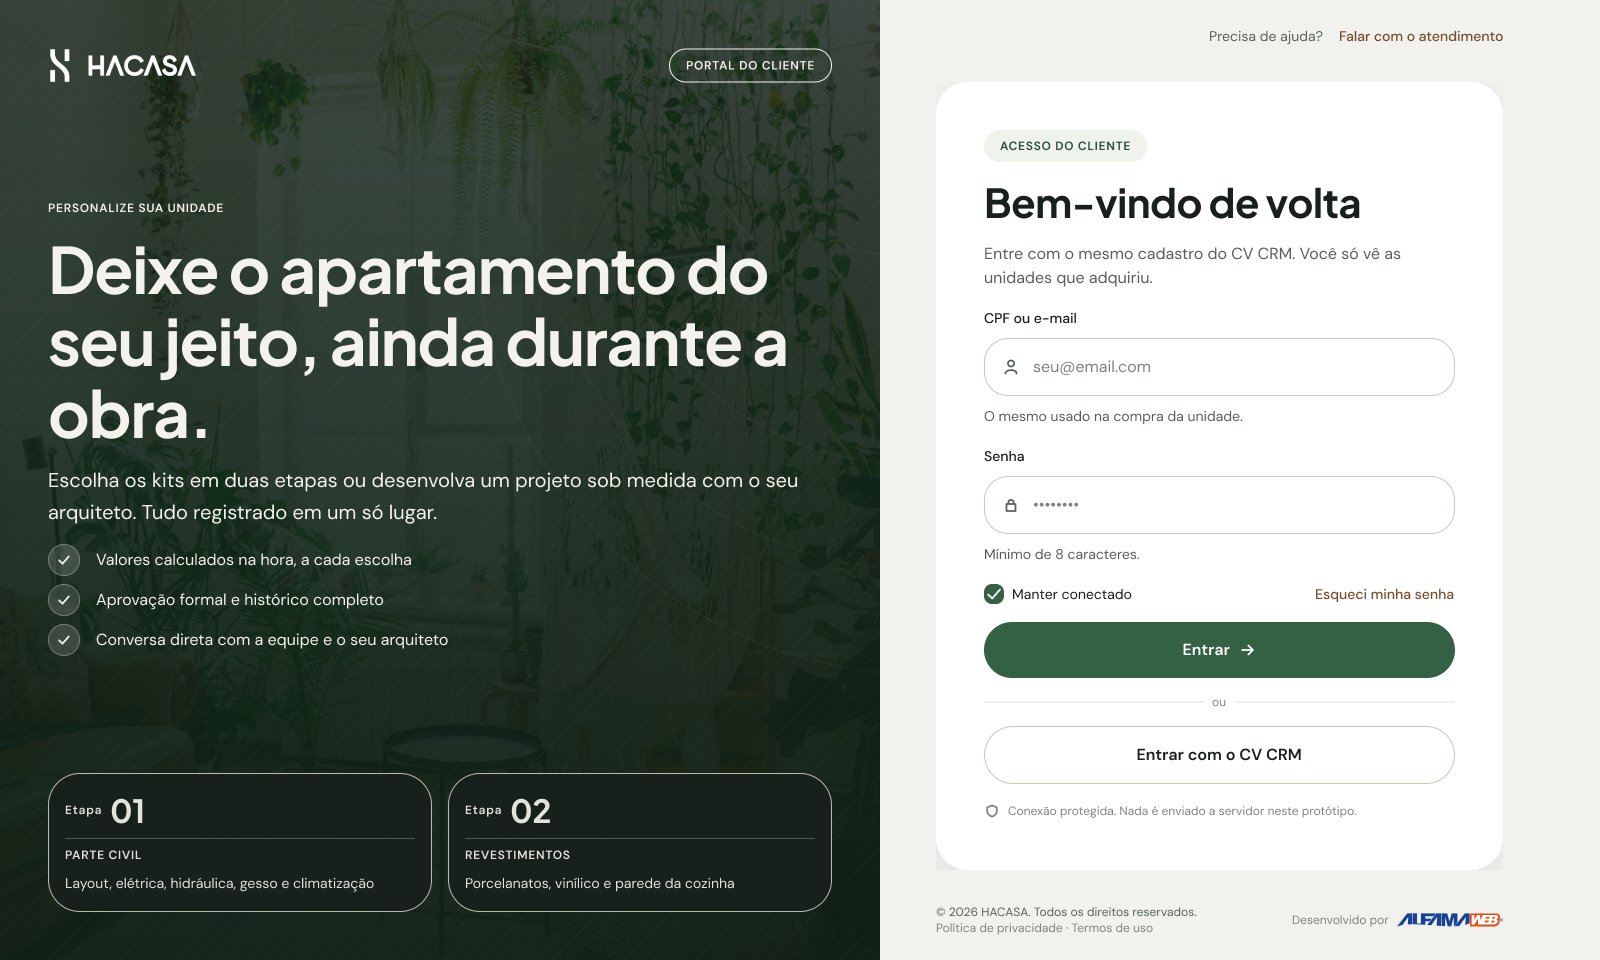 HACASA
PORTAL DO CLIENTE
PERSONALIZE SUA UNIDADE
Deixe o apartamento do
seu jeito, ainda durante a
obra.
Escolha os kits em duas etapas ou desenvolva um projeto sob medida com o seu
arquiteto. Tudo registrado em um só lugar.
Valores calculados na hora, a cada escolha
Aprovação formal e histórico completo
Conversa direta com a equipe e o seu arquiteto
Etapa 01
PARTE CIVIL
Layout, elétrica, hidráulica, gesso e climatização
Etapa 02
REVESTIMENTOS
Porcelanatos, vinílico e parede da cozinha
Precisa de ajuda? Falar com o atendimento
ACESSO DO CLIENTE
Bem-vindo de volta
Entre com o mesmo cadastro do CV CRM. Você só vê as
unidades que adquiriu.
CPF ou e-mail
seu@email.com
O mesmo usado na compra da unidade.
Senha
••••••••
Mínimo de 8 caracteres.
Manter conectado
Esqueci minha senha
Entrar →
ou
Entrar com o CV CRM
Conexão protegida. Nada é enviado a servidor neste protótipo.
© 2026 HACASA. Todos os direitos reservados.
Política de privacidade · Termos de uso
Desenvolvido por ALFAMA WEB